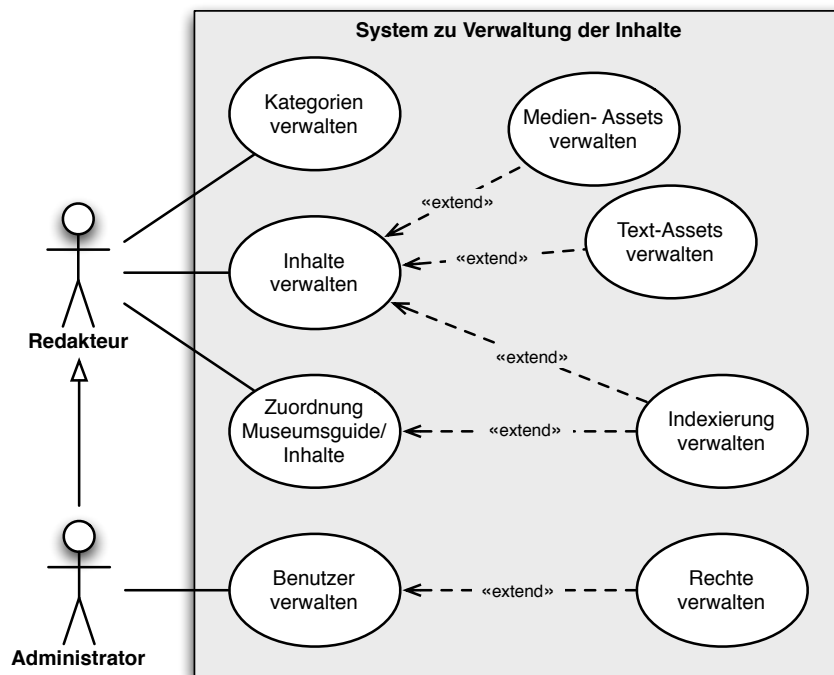 System zu Verwaltung der Inhalte
Kategorien
verwalten
Medien- Assets
verwalten
«extend»
Text-Assets
verwalten
«extend»
Inhalte
verwalten
Redakteur
«extend»
Zuordnung
Museumsguide/
Inhalte
«extend»
Indexierung
verwalten
Benutzer
verwalten
«extend»
Rechte
verwalten
Administrator